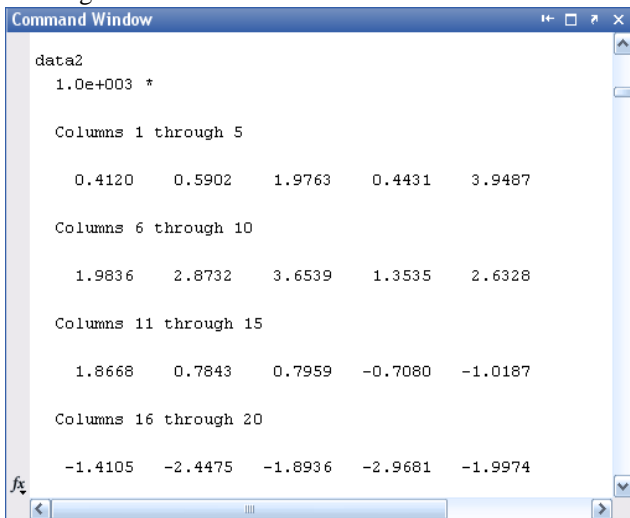 Command Window
data2
1.0e+003 *
Columns 1 through 5
0.4120 0.5902 1.9763 0.4431 3.9487
Columns 6 through 10
1.9836 2.8732 3.6539 1.3535 2.6328
Columns 11 through 15
1.8668 0.7843 0.7959 -0.7080 -1.0187
Columns 16 through 20
-1.4105 -2.4475 -1.8936 -2.9681 -1.9974
fx